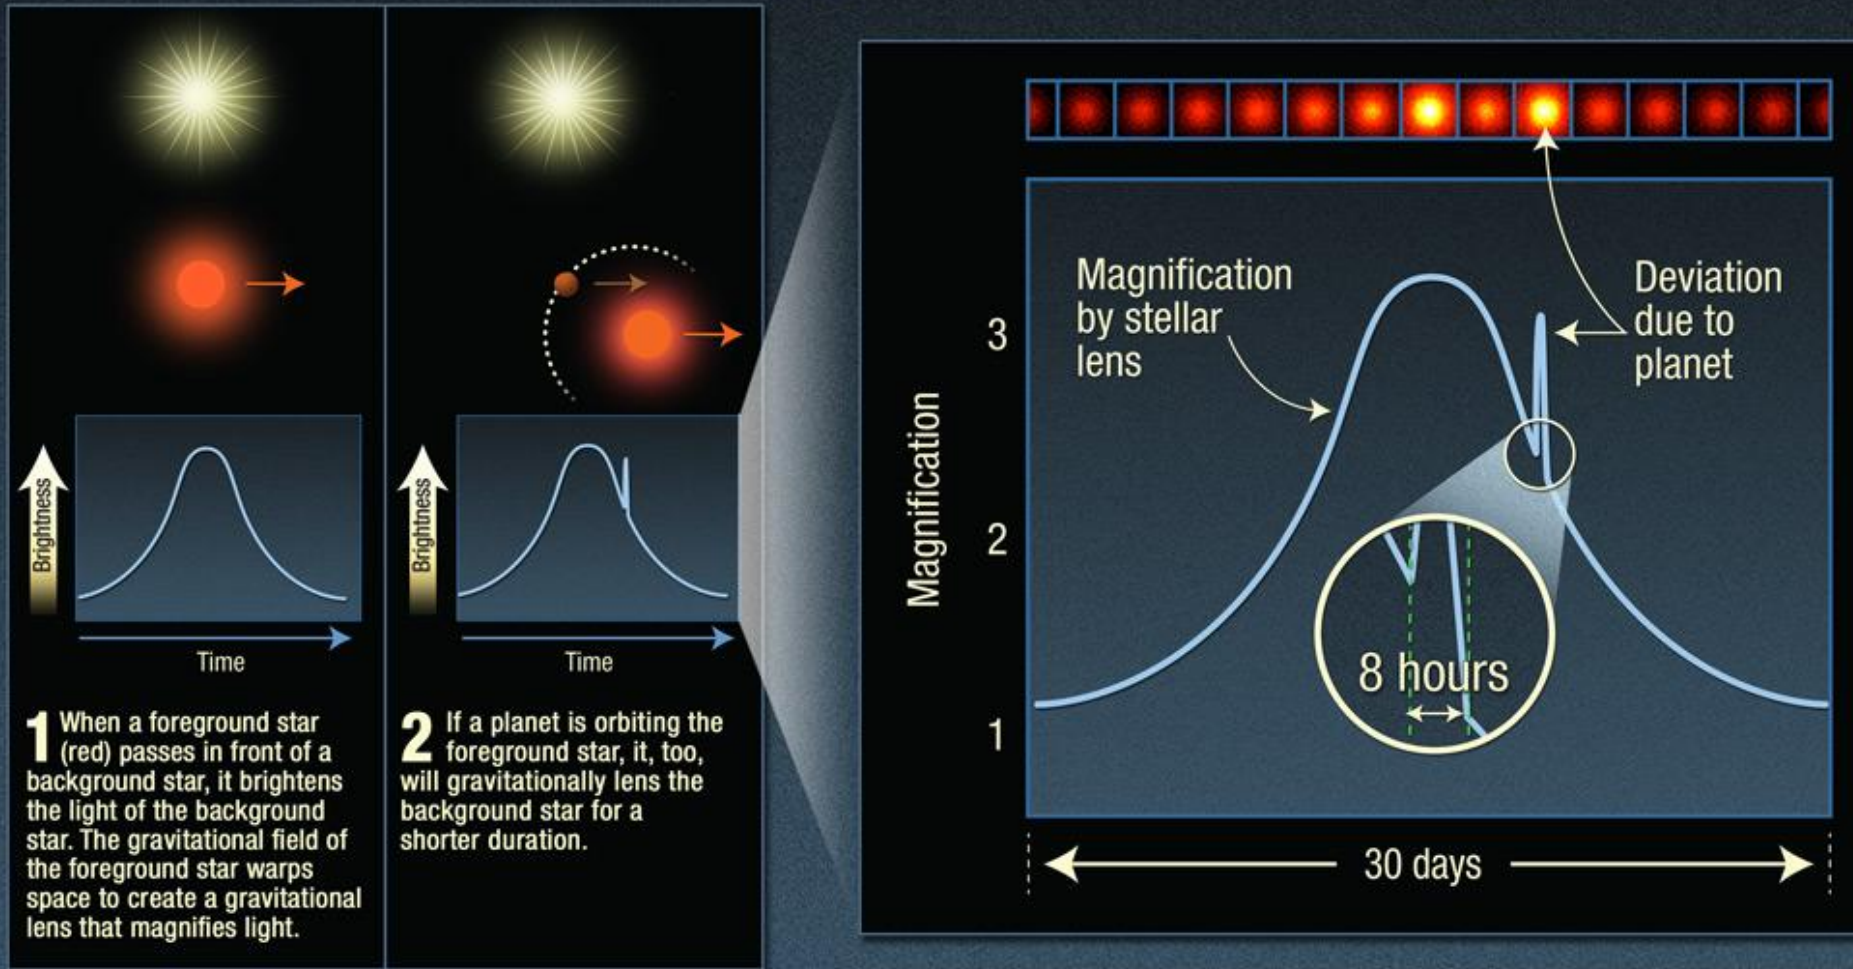 Brightness
Time
1 When a foreground star
(red) passes in front of a
background star, it brightens
the light of the background
star. The gravitational field of
the foreground star warps
space to create a gravitational
lens that magnifies light.
Brightness
Time
2 If a planet is orbiting the
foreground star, it, too,
will gravitationally lens the
background star for a
shorter duration.
Magnification
3
2
1
Magnification
by stellar
lens
Deviation
due to
planet
8 hours
30 days